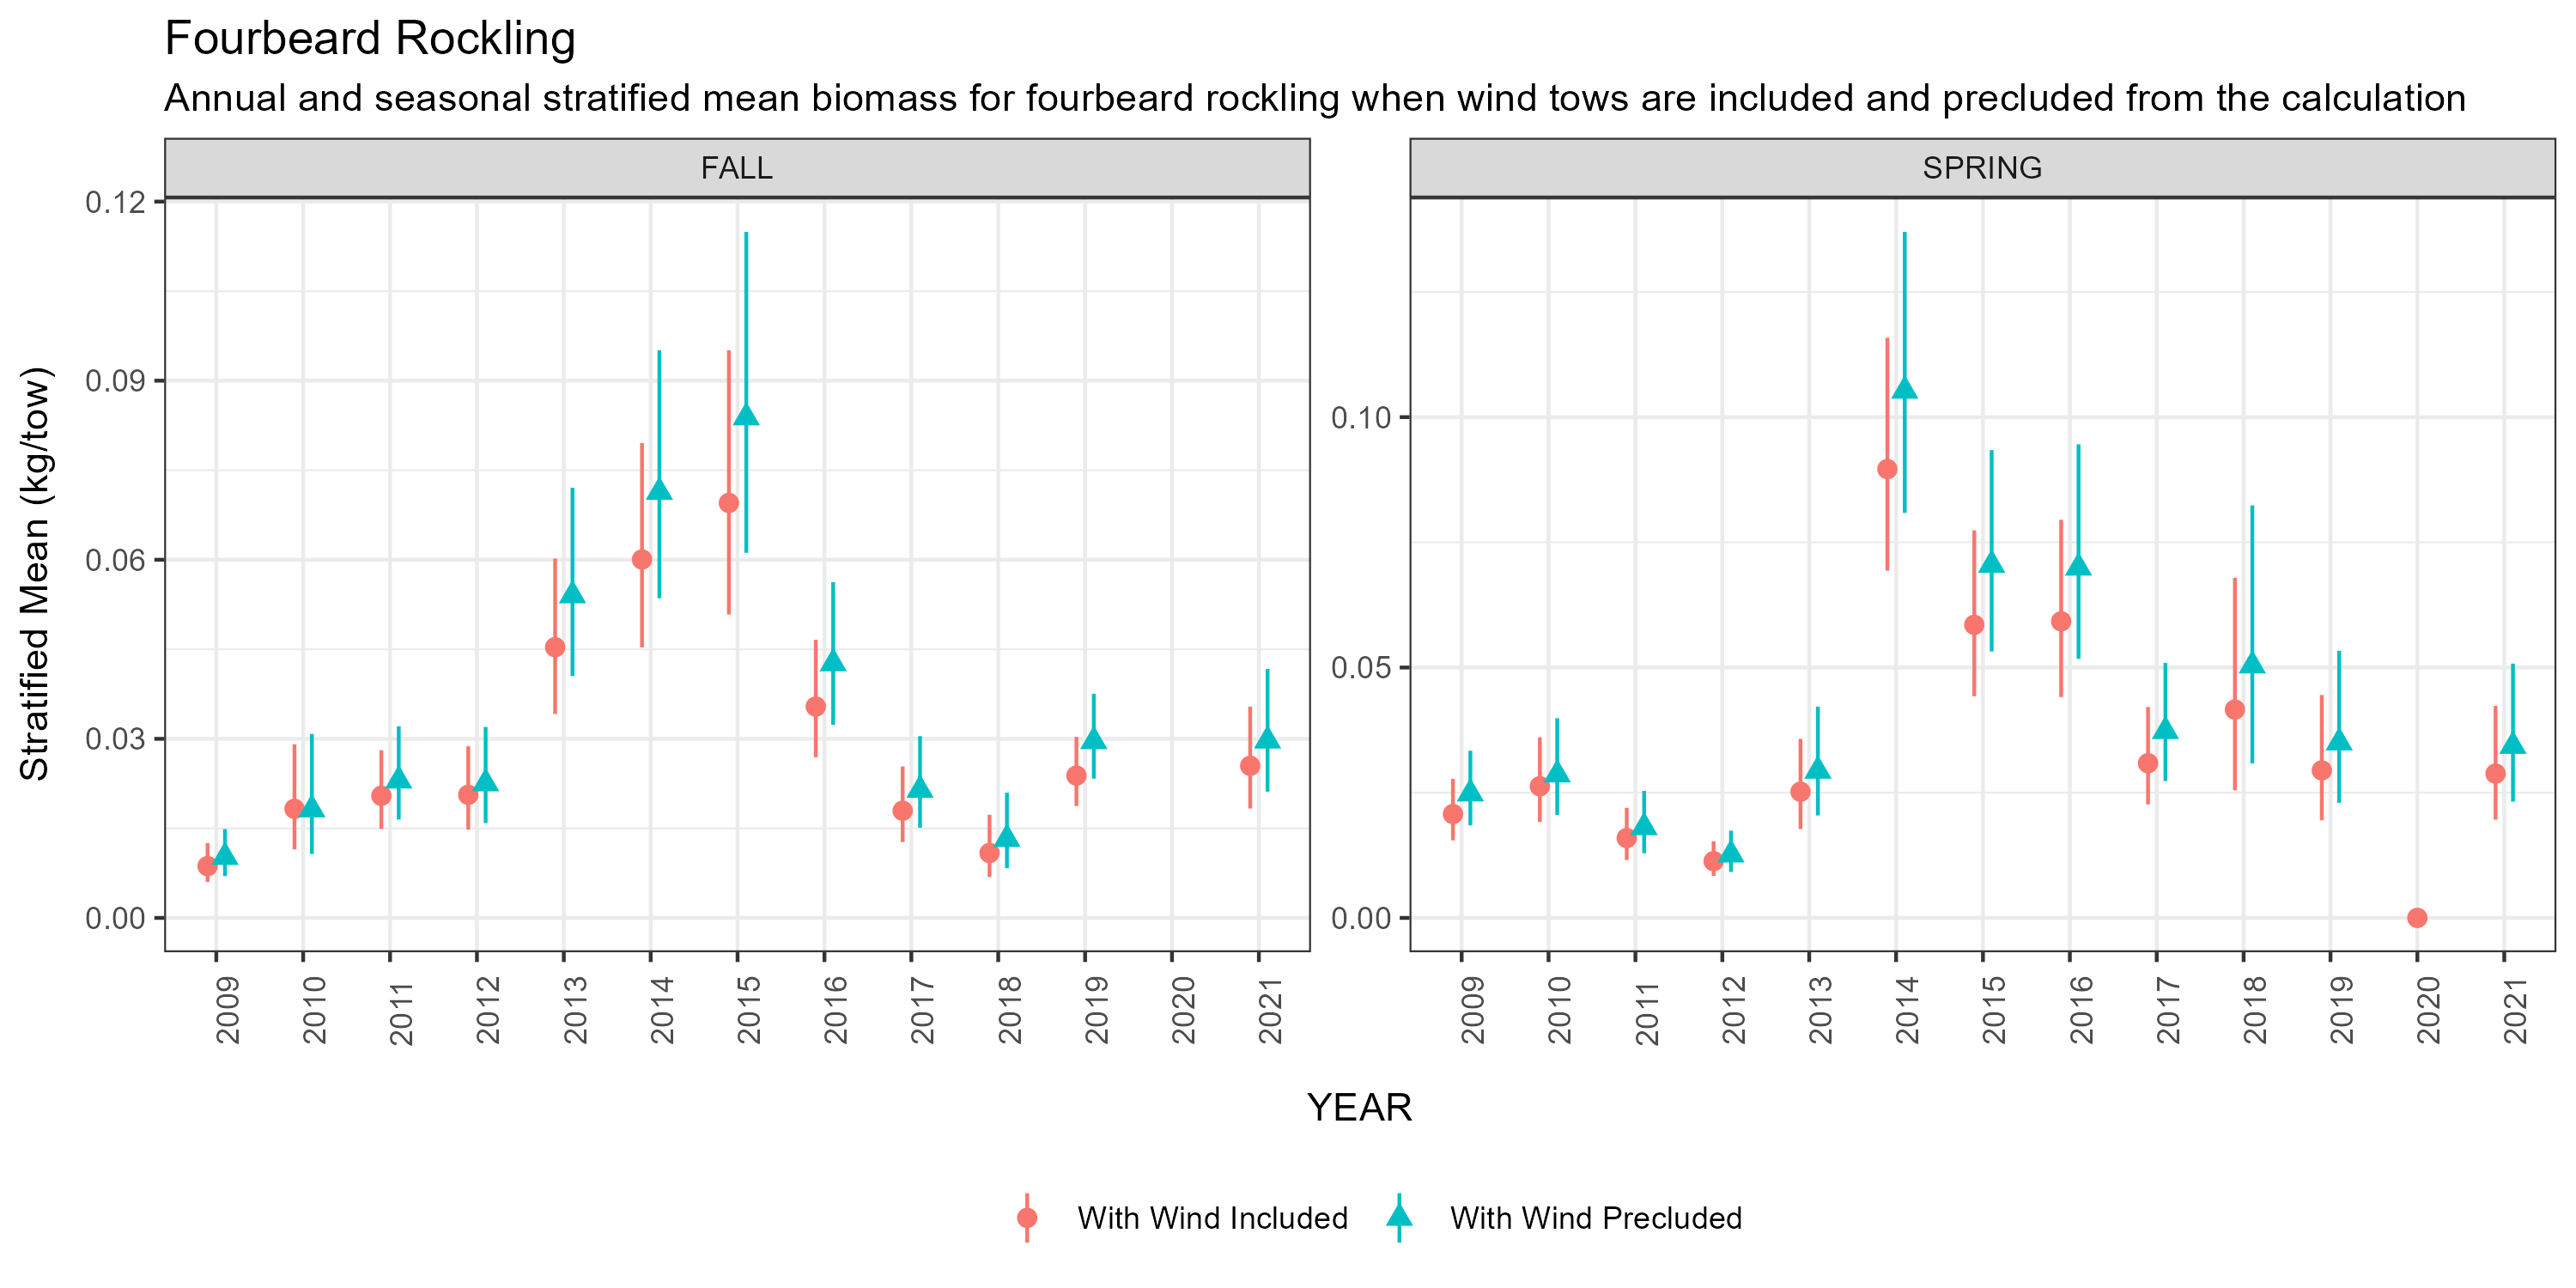 Fourbeard Rockling
Annual and seasonal stratified mean biomass for fourbeard rockling when wind tows are included and precluded from the calculation
FALL
SPRING
Stratified Mean (kg/tow)
0.12
0.09
0.06
0.03
0.00
0.10
0.05
0.00
2009 2010 2011 2012 2013 2014 2015 2016 2017 2018 2019 2020 2021
2009 2010 2011 2012 2013 2014 2015 2016 2017 2018 2019 2020 2021
YEAR
With Wind Included With Wind Precluded